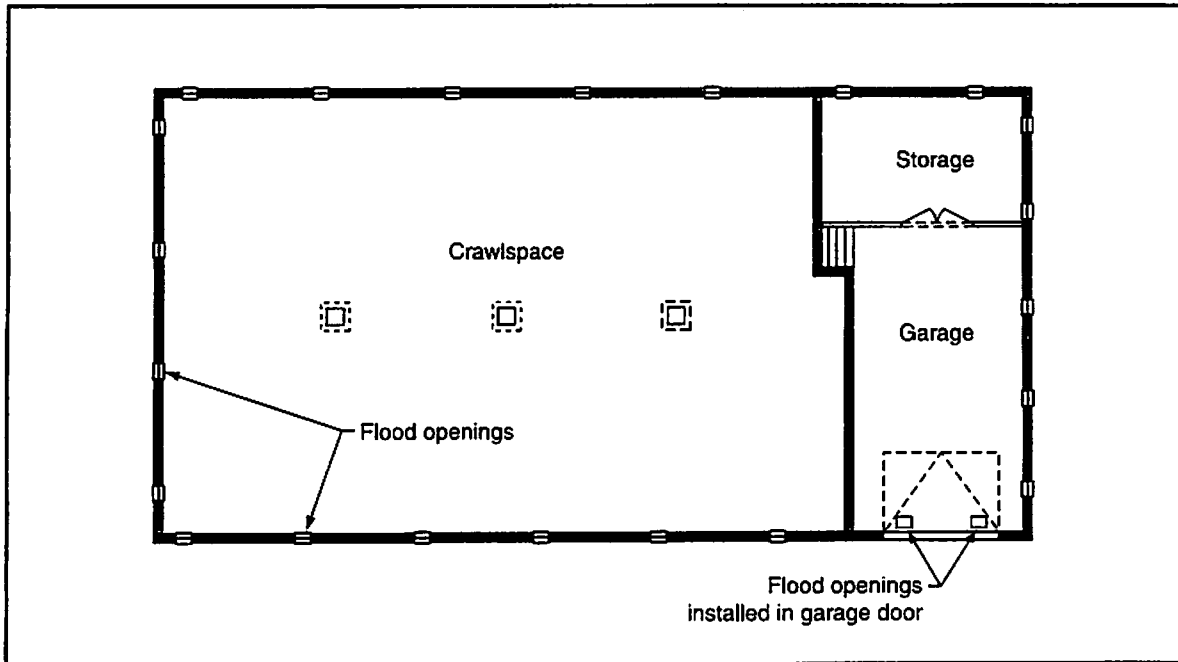 Storage
Crawlspace
Garage
Flood openings
Flood openings
installed in garage door